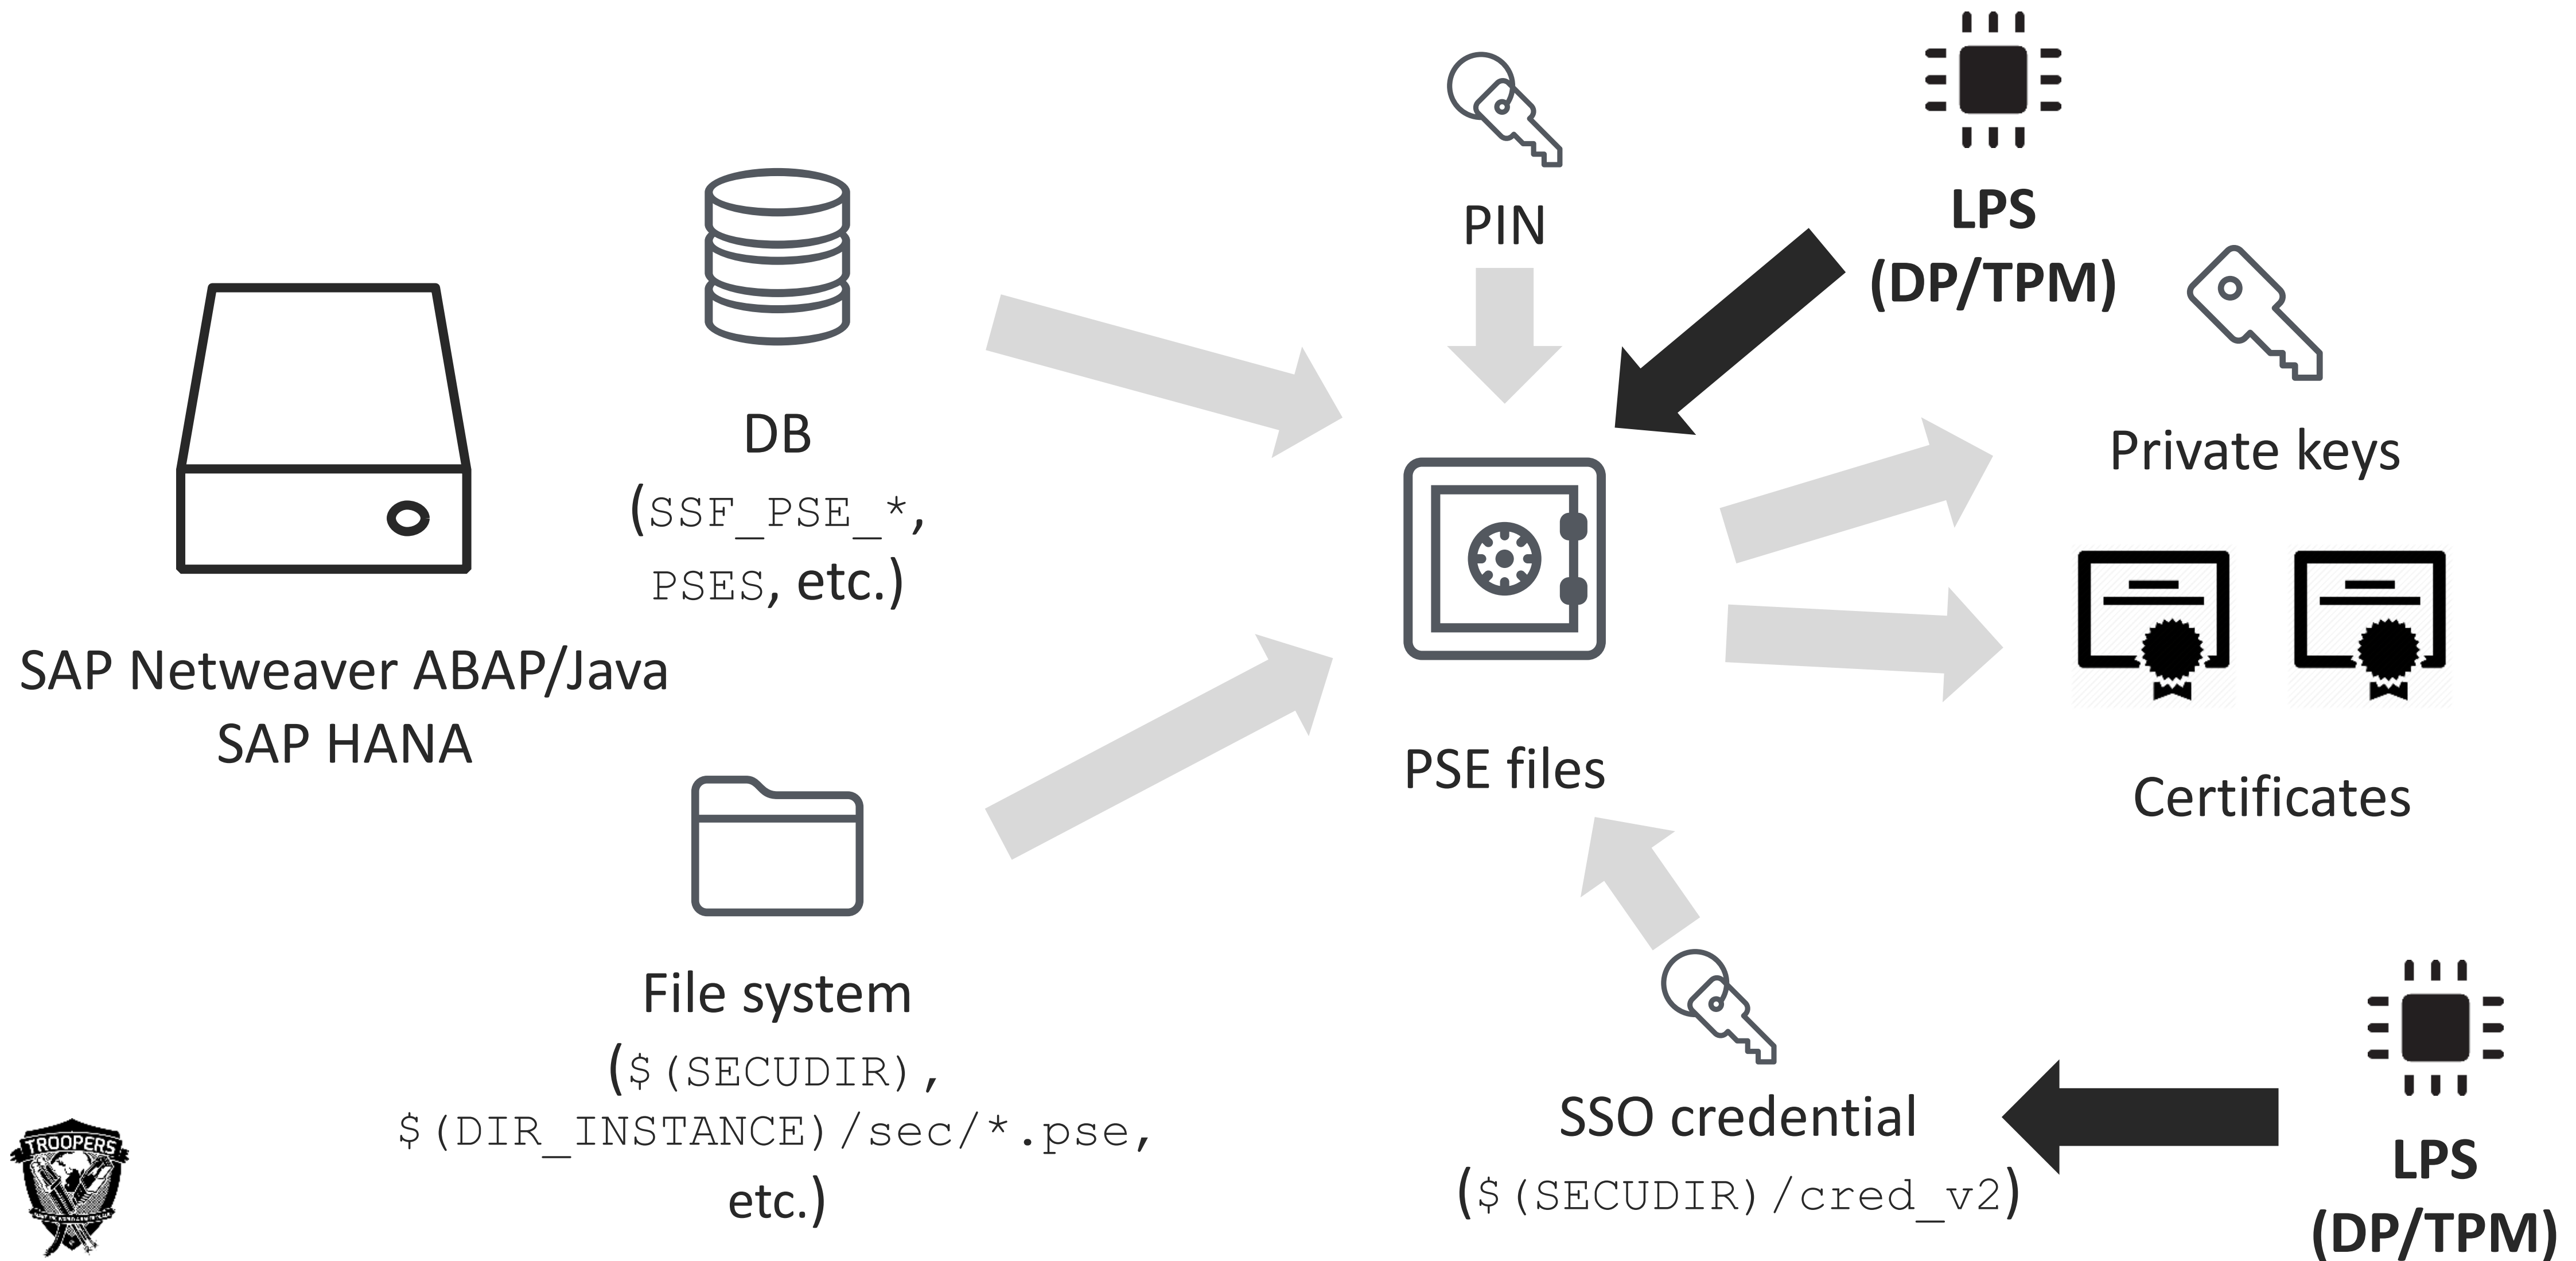 PIN
LPS
(DP/TPM)
DB
(SSF_PSE_*,
PSES, etc.)
Private keys
SAP Netweaver ABAP/Java
SAP HANA
PSE files
Certificates
File system
($(SECUDIR),
$(DIR_INSTANCE)/sec/*.pse,
etc.)
SSO credential
($(SECUDIR)/cred_v2)
LPS
(DP/TPM)
TROOPERS